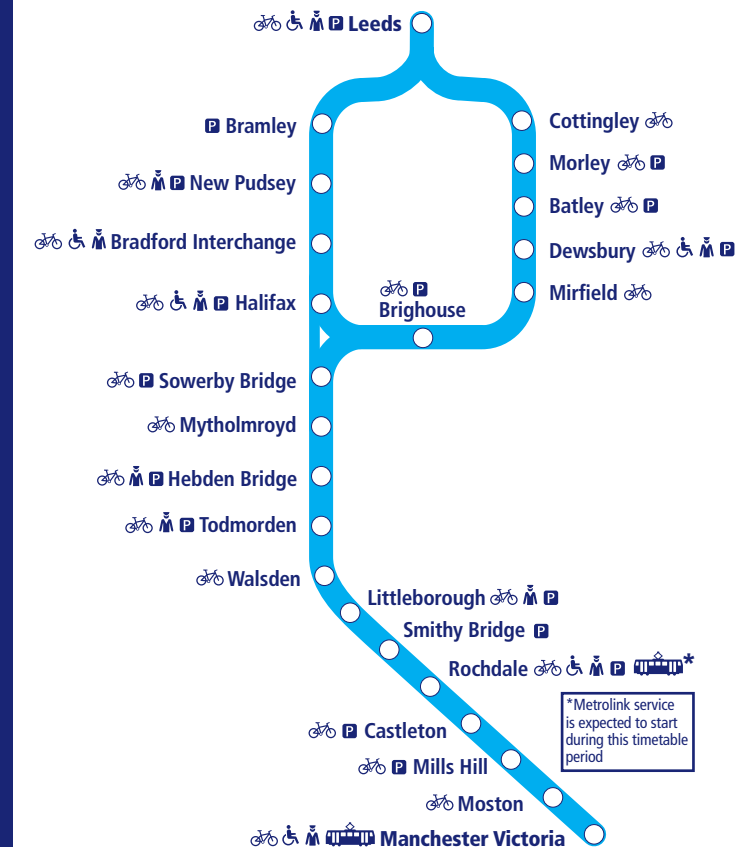 P Leeds
P Bramley
Cottingley
Morley P
P New Pudsey
Batley P
Bradford Interchange
Dewsbury P
P Halifax
P
Brighouse
Mirfield
P Sowerby Bridge
Mytholmroyd
P Hebden Bridge
P Todmorden
Walsden
Littleborough P
Smithy Bridge P
Rochdale P *
*Metrolink service
is expected to start
during this timetable
period
P Castleton
P Mills Hill
Moston
Manchester Victoria